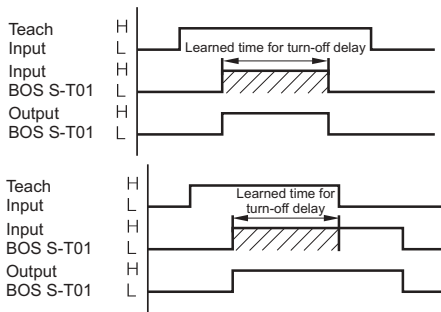 Teach H
Input L
Learned time for turn-off delay
Input H
BOS S-T01 L
Output H
BOS S-T01 L
Teach H
Input L
Learned time for
turn-off delay
Input H
BOS S-T01 L
Output H
BOS S-T01 L